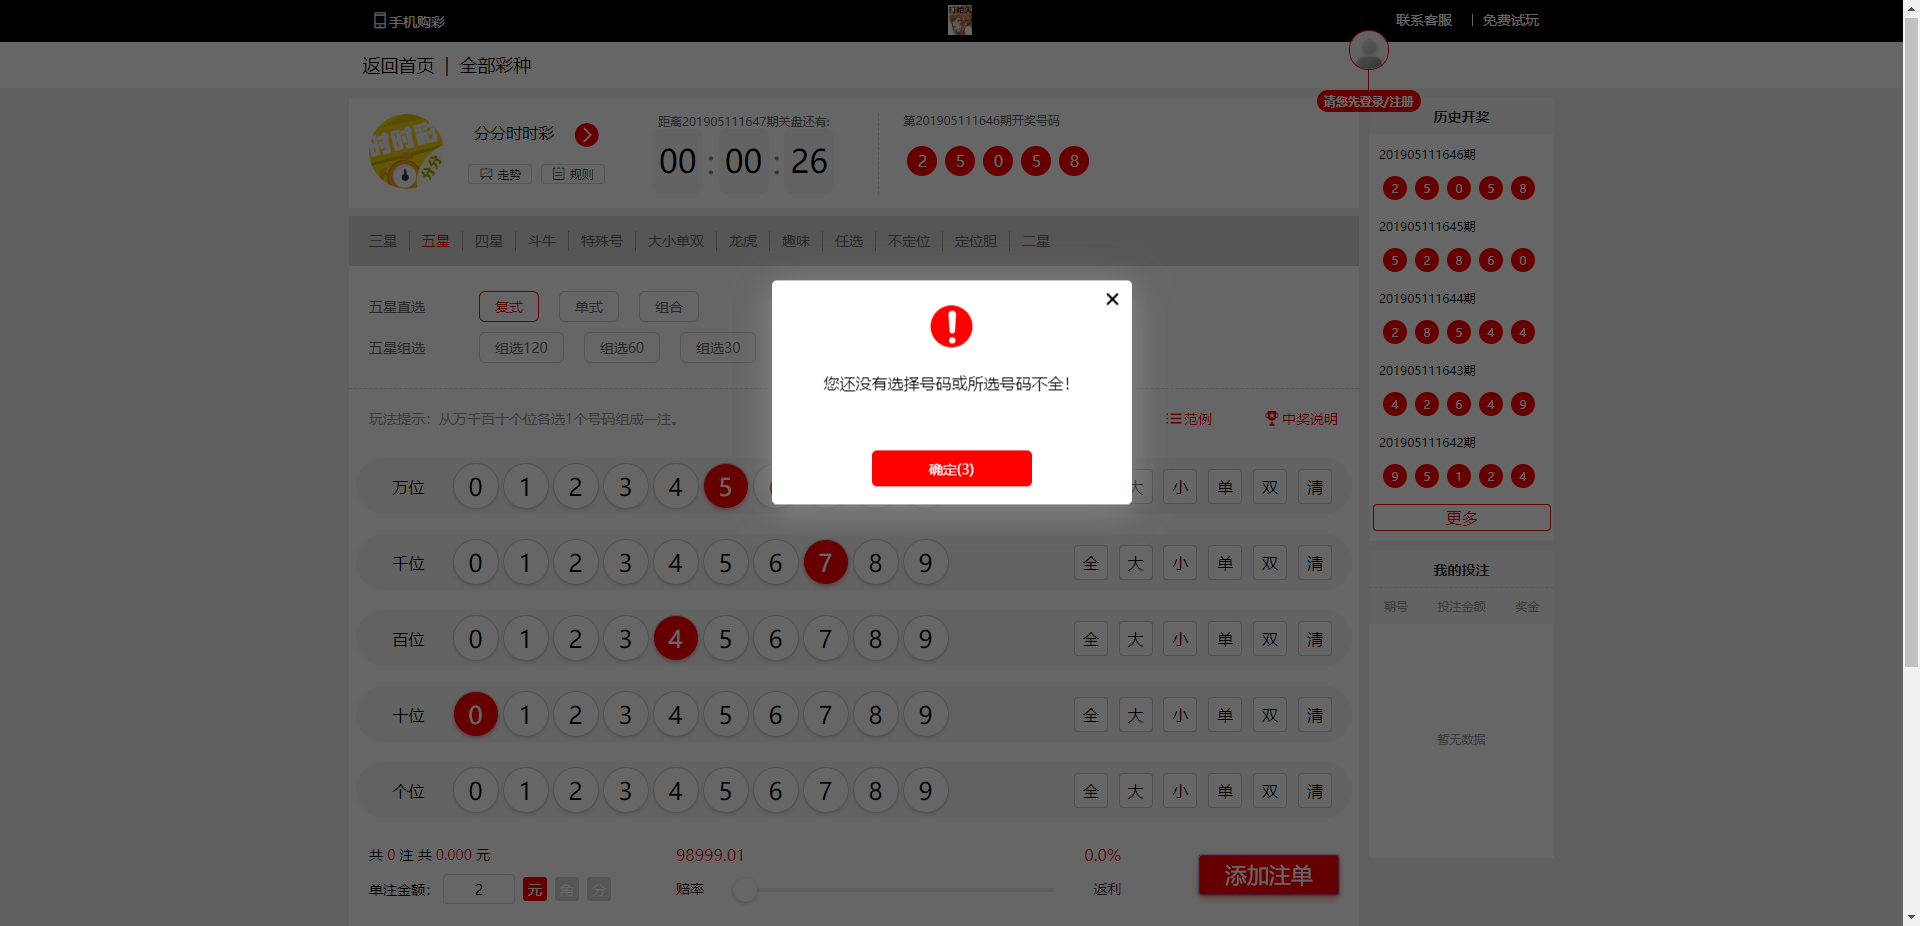 手机购彩
联系客服 | 免费试玩
返回首页 | 全部彩种
请您先登录/注册
时时彩
分分
分分时时彩
走势
规则
距离201905111647期关盘还有:
00 : 00 : 26
第201905111646期开奖号码
2 5 0 5 8
三星 五星 四星 斗牛 特殊号 大小单双 龙虎 趣味 任选 不定位 定位胆 二星
五星直选 复式 单式 组合
五星组选 组选120 组选60 组选30
您还没有选择号码或所选号码不全!
确定(3)
玩法提示: 从万千百十个位各选1个号码组成一注。
范例
中奖说明
万位 0 1 2 3 4 5 大 小 单 双 清
千位 0 1 2 3 4 5 6 7 8 9 全 大 小 单 双 清
百位 0 1 2 3 4 5 6 7 8 9 全 大 小 单 双 清
十位 0 1 2 3 4 5 6 7 8 9 全 大 小 单 双 清
个位 0 1 2 3 4 5 6 7 8 9 全 大 小 单 双 清
共 0 注 共 0.000 元
98999.01
0.0%
单注金额: 2 元 角 分
赔率
返利
添加注单
历史开奖
201905111646期
2 5 0 5 8
201905111645期
5 2 8 6 0
201905111644期
2 8 5 4 4
201905111643期
4 2 6 4 9
201905111642期
9 5 1 2 4
更多
我的投注
期号 投注金额 奖金
暂无数据